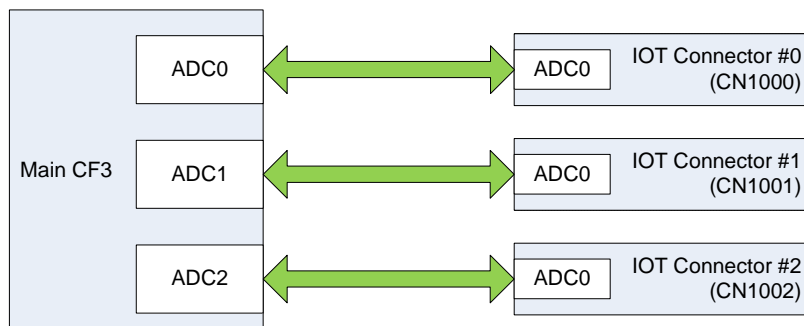 Main CF3
ADC0
ADC0
IOT Connector #0
(CN1000)
ADC1
ADC0
IOT Connector #1
(CN1001)
ADC2
ADC0
IOT Connector #2
(CN1002)